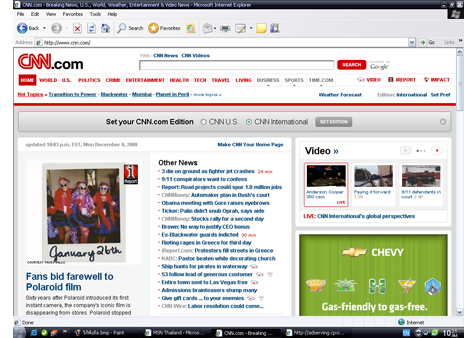 CNN.com - Breaking News, U.S., World, Weather, Entertainment & Video News - Microsoft Internet Explorer
File Edit View Favorites Tools Help
Back Search Favorites
Address http://www.cnn.com/ Go Links
CNN.com
CNN News CNN Videos
SEARCH
HOME WORLD U.S. POLITICS CRIME ENTERTAINMENT HEALTH TECH TRAVEL LIVING BUSINESS SPORTS TIME.COM VIDEO IREPORT IMPACT
Hot Topics » Transition to Power • Blackwater • Mumbai • Planet in Peril • more topics » Weather Forecast Edition: International Set Pref
Set your CNN.com Edition CNN U.S. CNN International SET EDITION
updated 10:03 p.m. EST, Mon December 8, 2008 Make CNN Your Home Page
January 26th
Fans bid farewell to
Polaroid film
Sixty years after Polaroid introduced its first
instant camera, the company's iconic film is
disappearing from stores. Polaroid stopped
Other News
3 die on ground as fighter jet crashes 24 min
9/11 conspirators want to confess
Report: Road projects could spur 1.8 million jobs
CNNMoney: Automaker plan in Bush's court
Obama meeting with Gore raises eyebrows
Ticker: Palin didn't snub Oprah, says aide
CNNMoney: Stocks rally for a second day
Brown: No way to justify CEO bonus
Ex-Blackwater guards indicted 30 min
Rioting rages in Greece for third day
iReport.com: Protesters fill streets in Greece
KABC: Pastor beaten while decorating church
Ship hunts for pirates in waterway
53 follow lead of generous customer
Entire town sent to Las Vegas free
Admissions brainteasers stump many
Give gift cards ... to your enemies
CNN Wire: Labor resolution could come...
Video »
Anderson Cooper
360 cam
LIVE
Paying it forward
1:30
9/11 defendants in
court
LIVE: CNN International's global perspectives
CHEVY
Gas-friendly to gas-free.
Done Internet
Paint MSN Thailand - Micros... CNN.com - Breaking ... http://adserving.cpx...